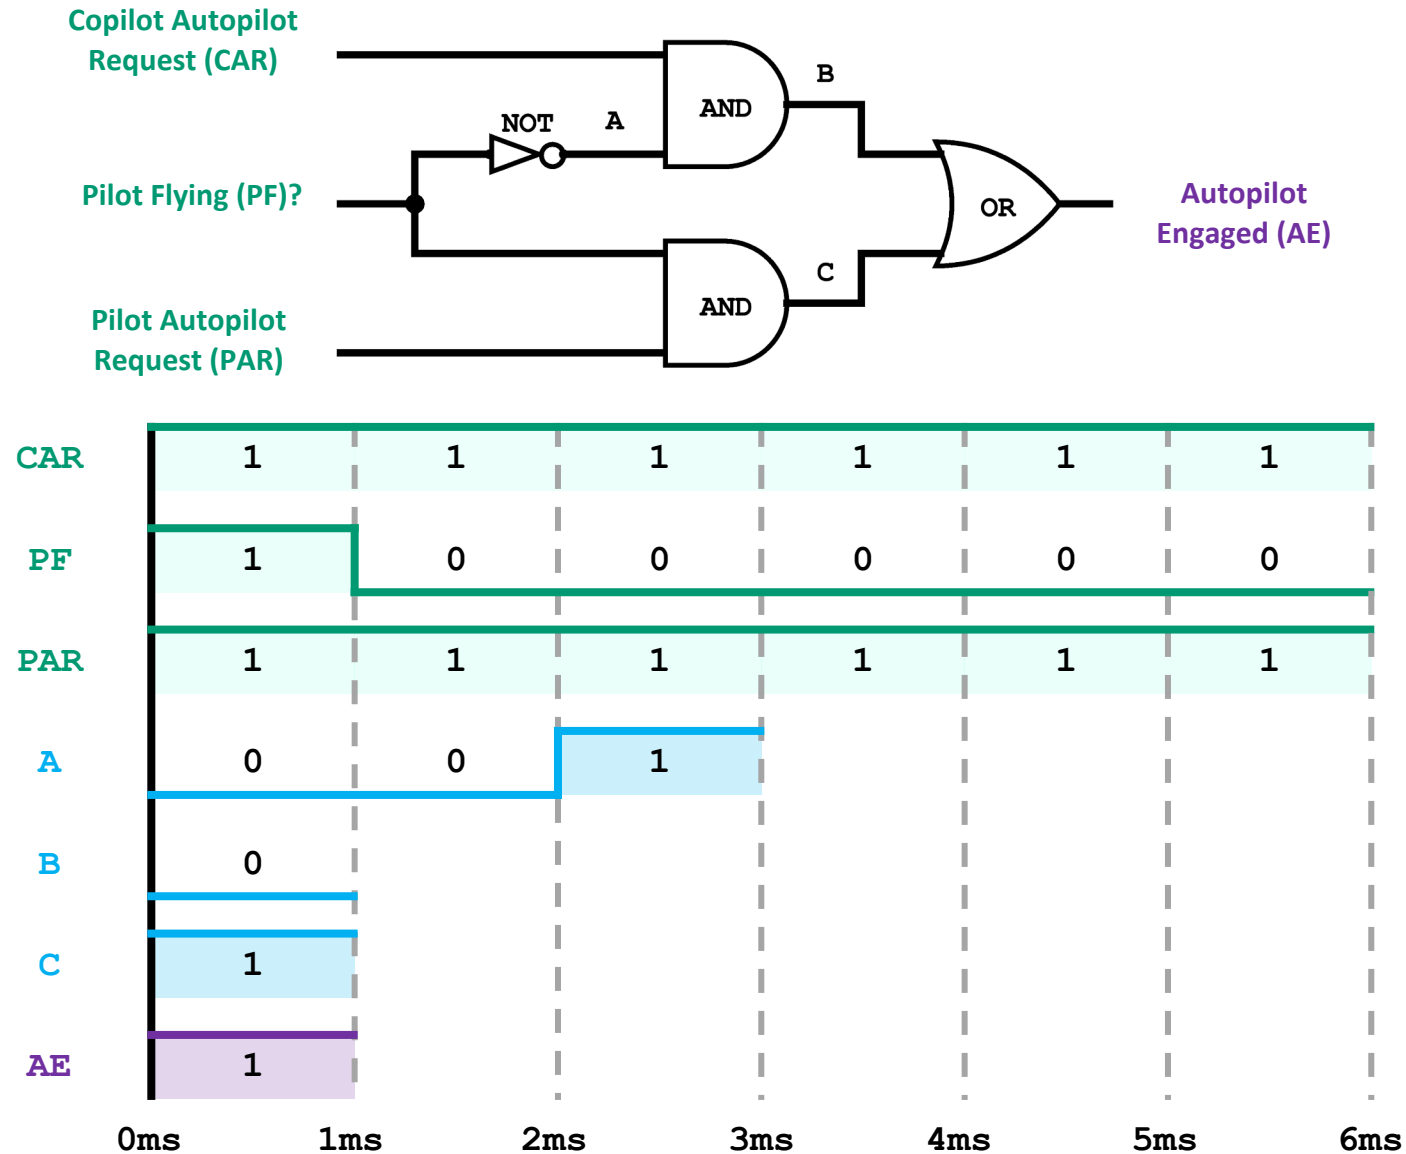 Copilot Autopilot
Request (CAR)
NOT
A
AND
B
Pilot Flying (PF)?
OR
Autopilot
Engaged (AE)
AND
C
Pilot Autopilot
Request (PAR)
CAR 1 1 1 1 1 1
PF 1 0 0 0 0 0
PAR 1 1 1 1 1 1
A 0 0 1
B 0
C 1
AE 1
0ms 1ms 2ms 3ms 4ms 5ms 6ms